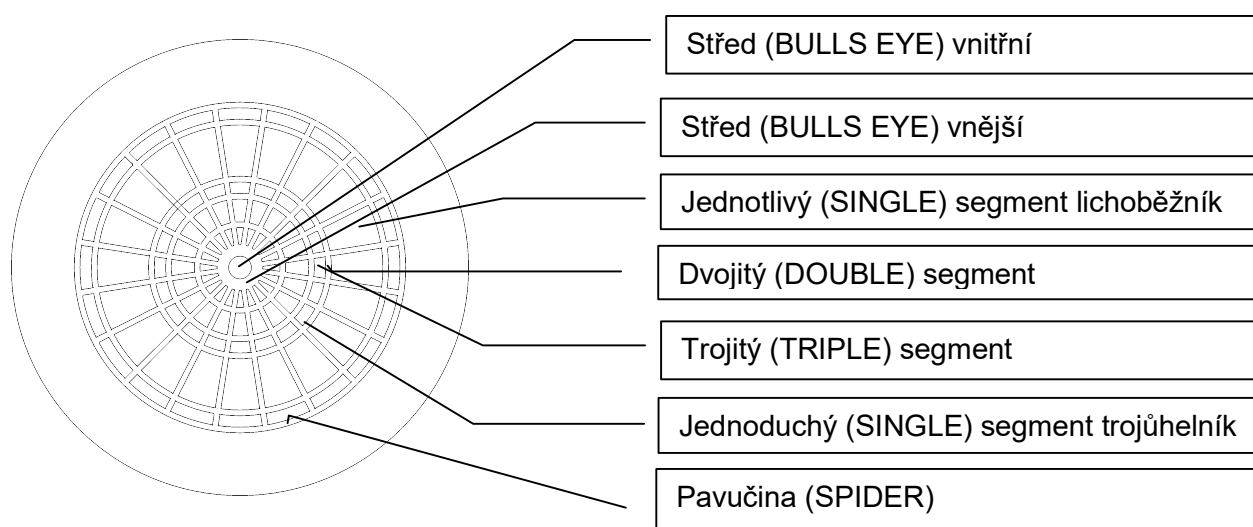 Střed (BULLS EYE) vnitřní
Střed (BULLS EYE) vnější
Jednotlivý (SINGLE) segment lichoběžník
Dvojitý (DOUBLE) segment
Trojitý (TRIPLE) segment
Jednoduchý (SINGLE) segment trojůhelník
Pavučina (SPIDER)